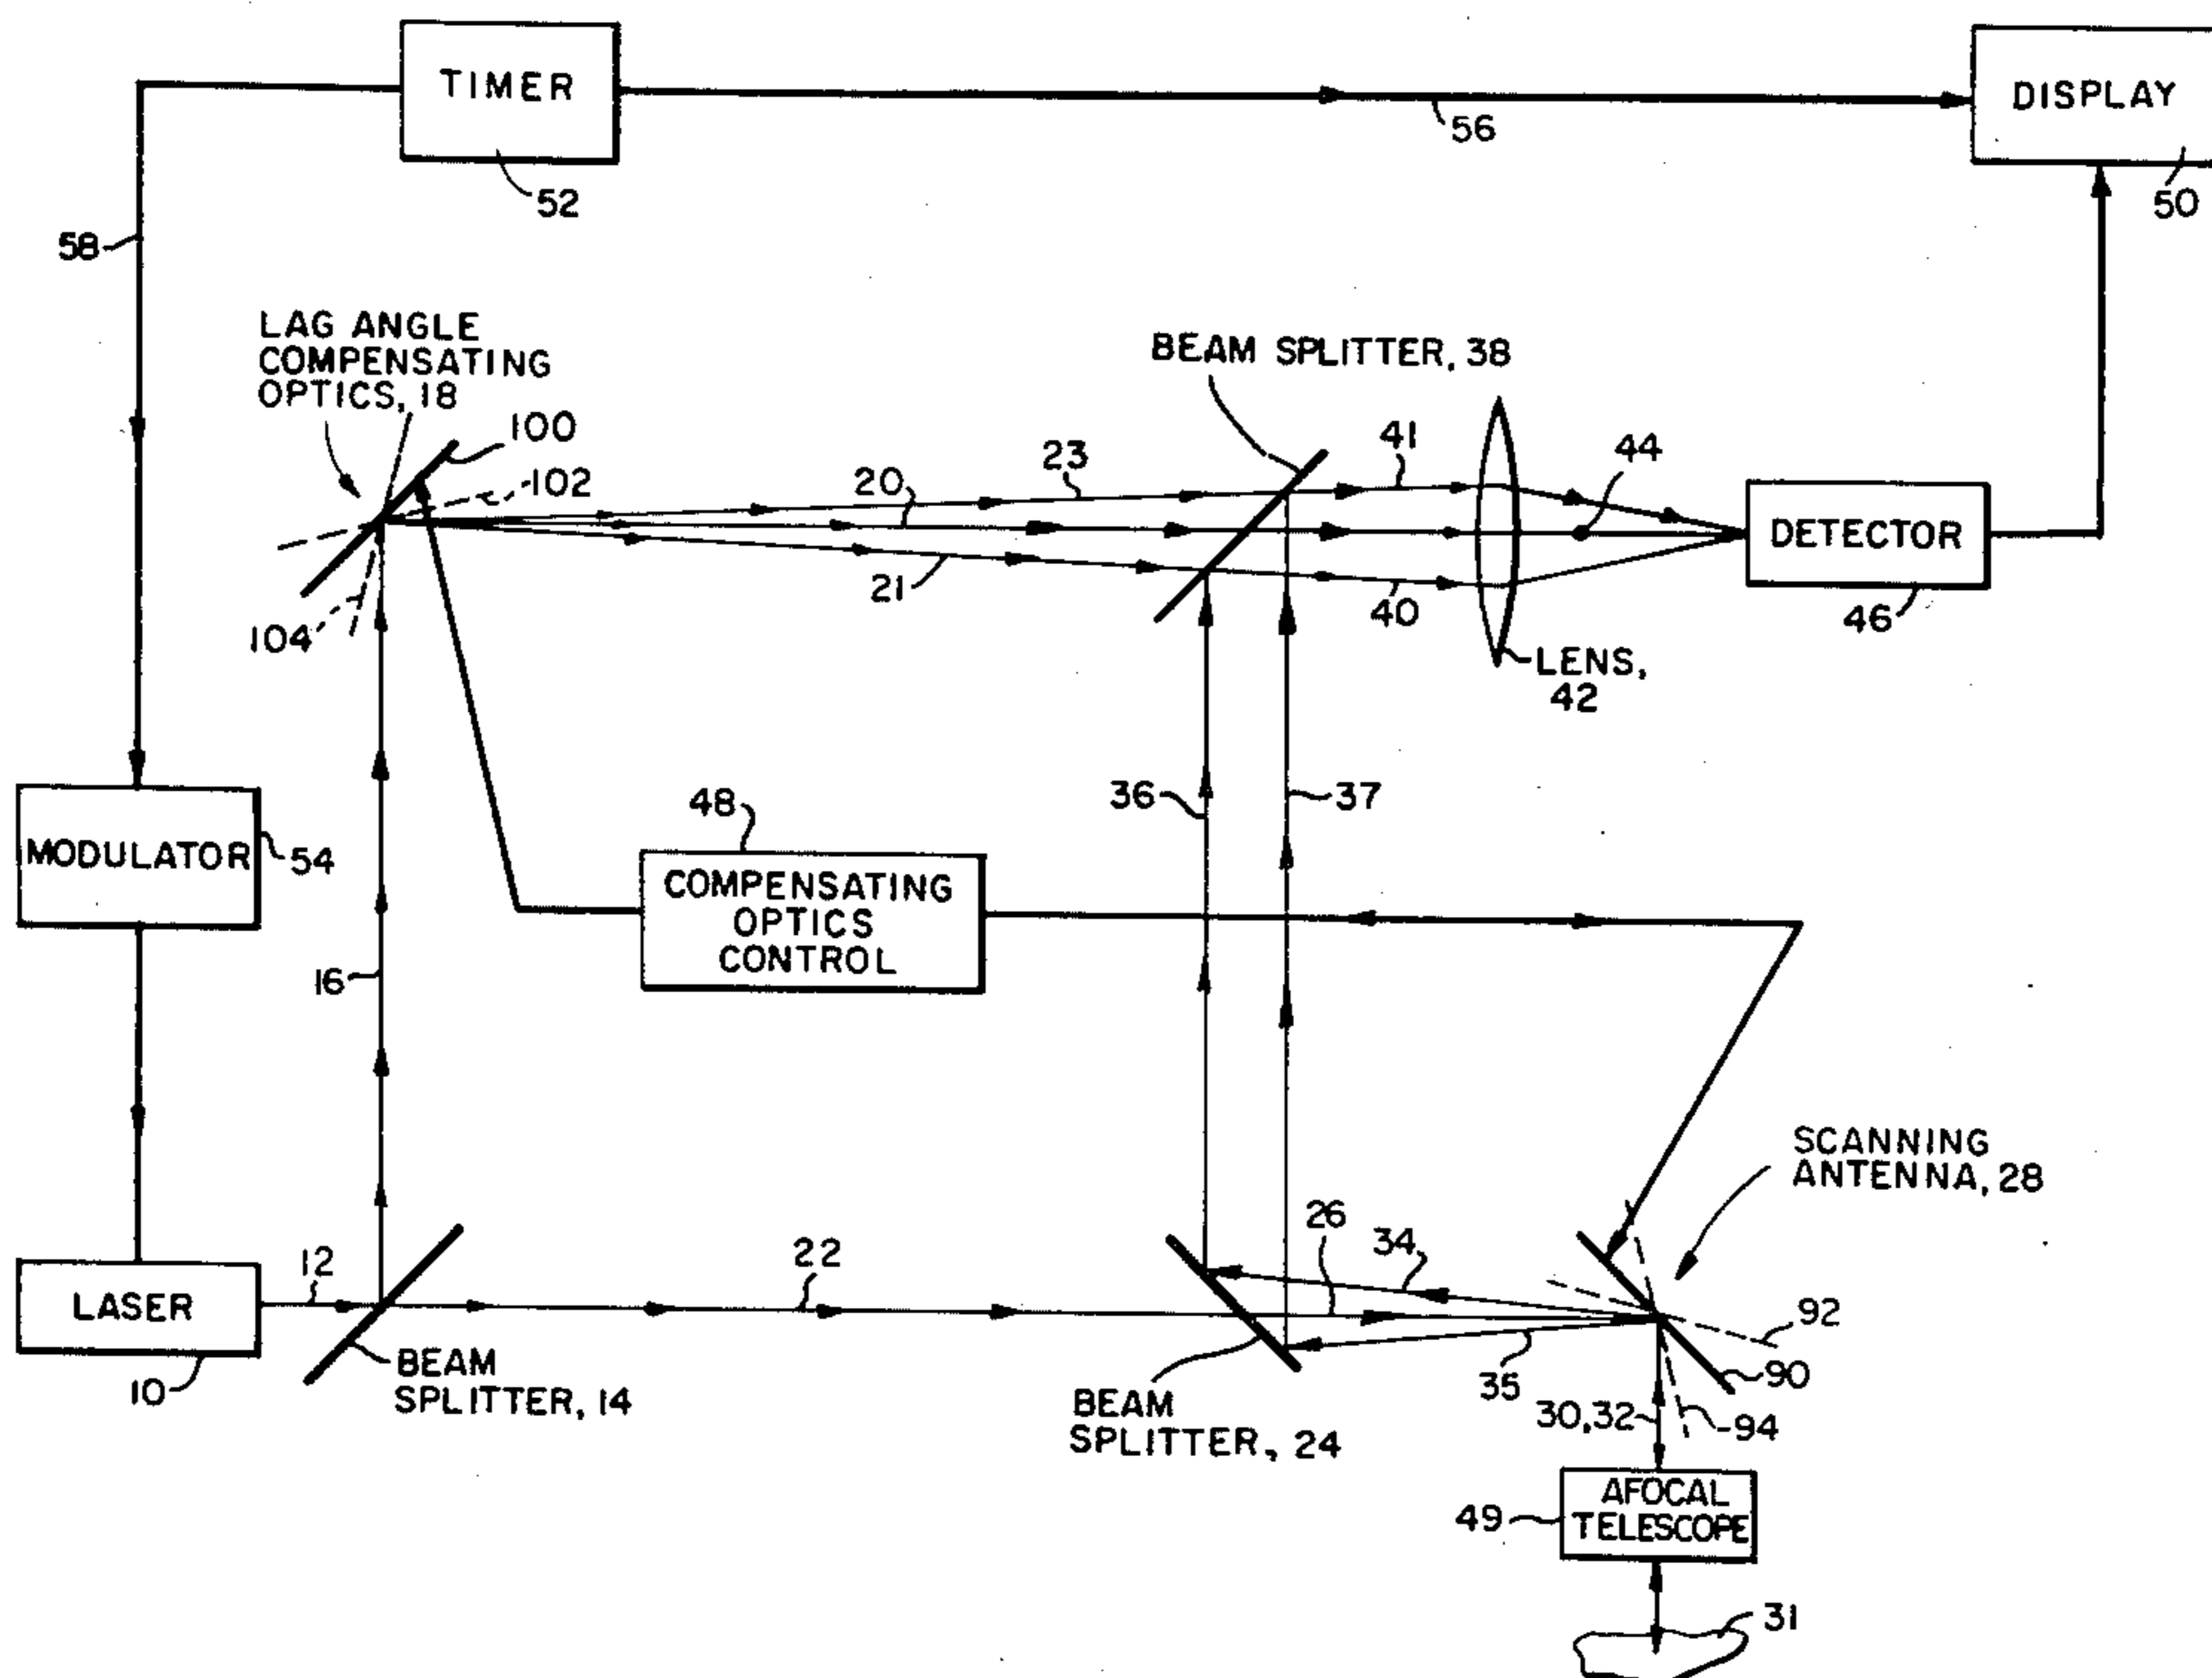 TIMER
DISPLAY
56
52
50
58
LAG ANGLE
COMPENSATING
OPTICS, 18
BEAM SPLITTER, 38
100
102
20
23
41
44
DETECTOR
104
21
40
46
LENS,
42
48
36
37
MODULATOR
54
COMPENSATING
OPTICS
CONTROL
16
SCANNING
ANTENNA, 28
12
22
26
34
LASER
92
10
BEAM
SPLITTER, 14
35
90
BEAM
SPLITTER, 24
30,32
94
AFOCAL
TELESCOPE
49
31